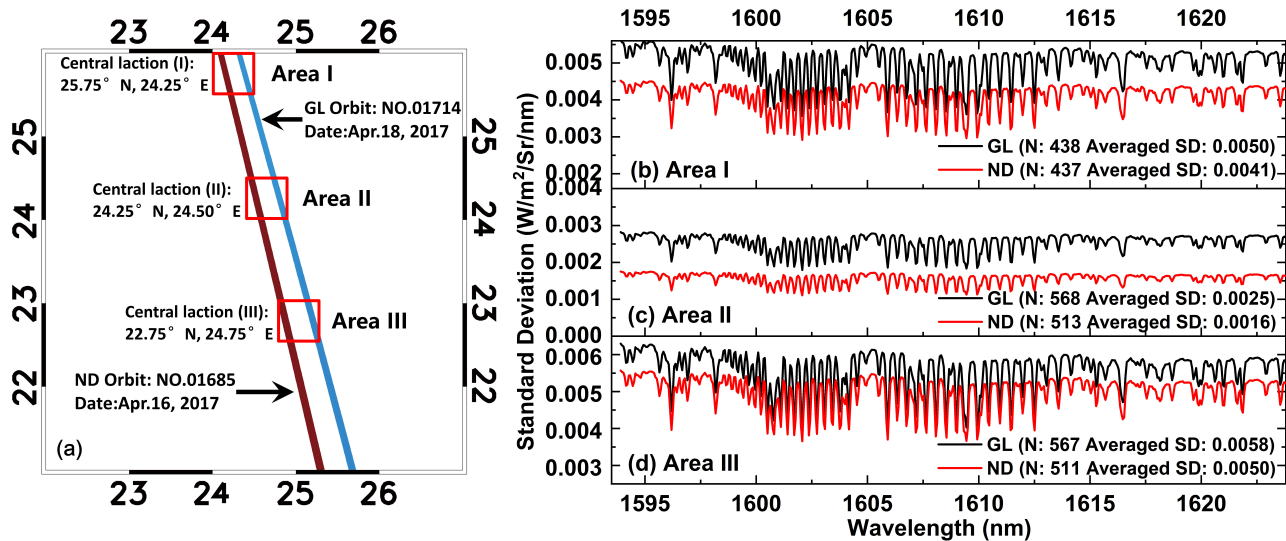 23 24 25 26
Central laction (I):
25.75° N, 24.25° E
Area I
GL Orbit: NO.01714
Date:Apr.18, 2017
25
25
Central laction (II):
24.25° N, 24.50° E
Area II
24
24
Central laction (III):
22.75° N, 24.75° E
Area III
23
23
ND Orbit: NO.01685
Date:Apr.16, 2017
22
22
(a)
23 24 25 26
1595 1600 1605 1610 1615 1620
Standard Deviation (W/m²/Sr/nm)
0.005
0.004
0.003
0.002
GL (N: 438 Averaged SD: 0.0050)
ND (N: 437 Averaged SD: 0.0041)
(b) Area I
0.004
0.003
0.002
0.001
0.000
GL (N: 568 Averaged SD: 0.0025)
ND (N: 513 Averaged SD: 0.0016)
(c) Area II
0.006
0.005
0.004
0.003
GL (N: 567 Averaged SD: 0.0058)
ND (N: 511 Averaged SD: 0.0050)
(d) Area III
1595 1600 1605 1610 1615 1620
Wavelength (nm)